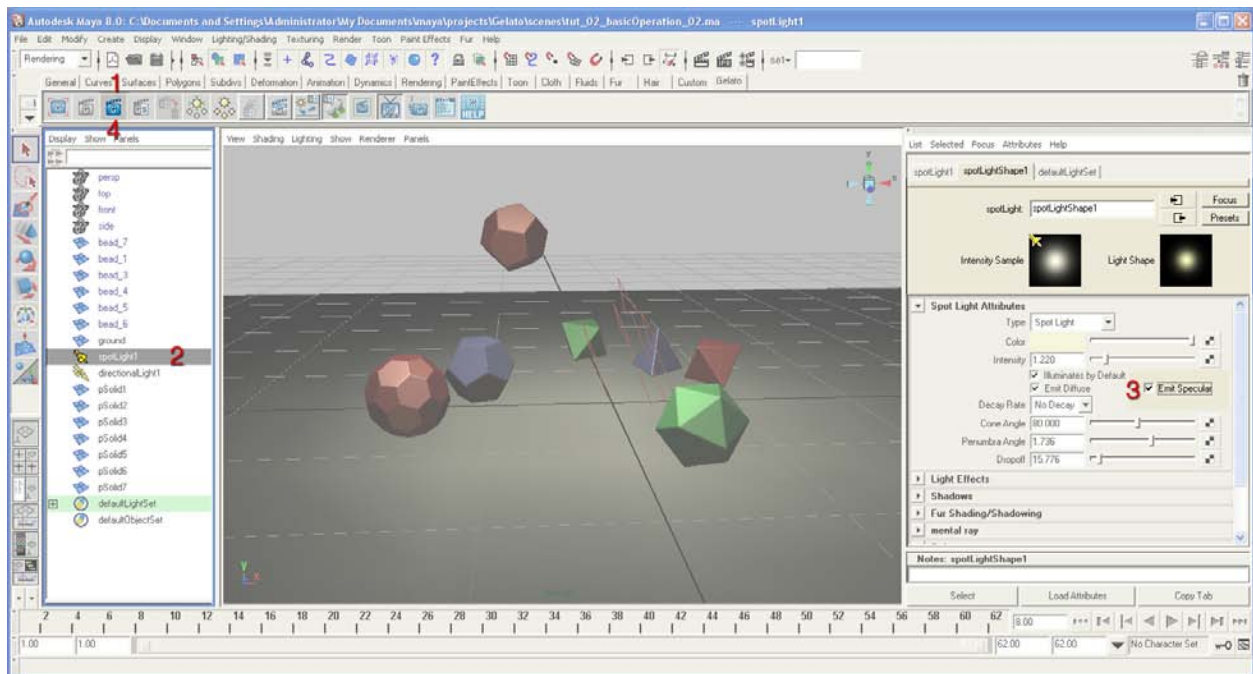 Autodesk Maya 8.0: C:\Documents and Settings\Administrator\My Documents\maya\projects\Gelato\scenes\tut_02_basicOperation_02.ma --- spotLight1
File Edit Modify Create Display Window Lighting/Shading Texturing Render Toon Paint Effects Fur Help
Rendering
sel-
General Curves Surfaces Polygons Subdivs Deformation Animation Dynamics Rendering PaintEffects Toon Cloth Fluids Fur Hair Custom Gelato
1
HELP
4
Display Show Panels
persp
top
front
side
bead_7
bead_1
bead_3
bead_4
bead_5
bead_6
ground
spotLight1 2
directionalLight1
pSolid1
pSolid2
pSolid3
pSolid4
pSolid5
pSolid6
pSolid7
defaultLightSet
defaultObjectSet
View Shading Lighting Show Renderer Panels
y
x
y
x
List Selected Focus Attributes Help
spotLight1 spotLightShape1 defaultLightSet
spotLight: spotLightShape1
Focus
Presets
Intensity Sample Light Shape
Spot Light Attributes
Type Spot Light
Color
Intensity 1.220
Illuminates by Default
Emit Diffuse 3 Emit Specular
Decay Rate No Decay
Cone Angle 80.000
Penumbra Angle 1.736
Dropoff 15.776
Light Effects
Shadows
Fur Shading/Shadowing
mental ray
Notes: spotLightShape1
Select Load Attributes Copy Tab
2 4 6 8 10 12 14 16 18 20 22 24 26 28 30 32 34 36 38 40 42 44 46 48 50 52 54 56 58 60 62 8.00
1.00 1.00 62.00 62.00 No Character Set